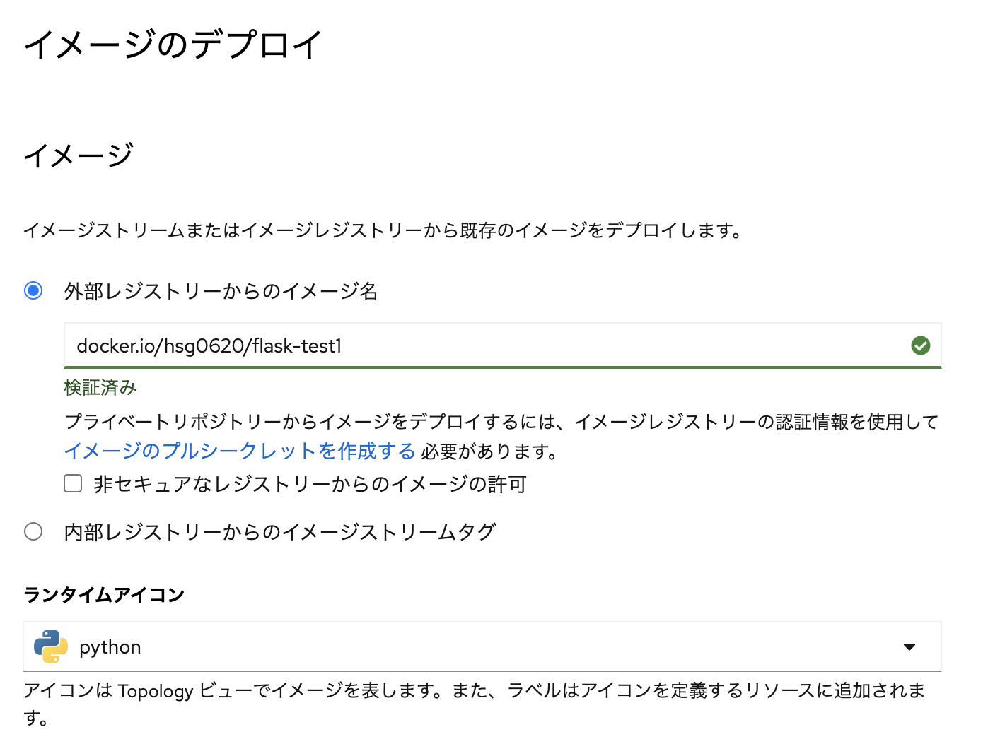 イメージのデプロイ
イメージ
イメージストリームまたはイメージレジストリーから既存のイメージをデプロイします。
外部レジストリーからのイメージ名
docker.io/hsg0620/flask-test1
検証済み
プライベートリポジトリーからイメージをデプロイするには、イメージレジストリーの認証情報を使用して
イメージのプルシークレットを作成する 必要があります。
非セキュアなレジストリーからのイメージの許可
内部レジストリーからのイメージストリームタグ
ランタイムアイコン
python
アイコンは Topology ビューでイメージを表します。また、ラベルはアイコンを定義するリソースに追加されま
す。